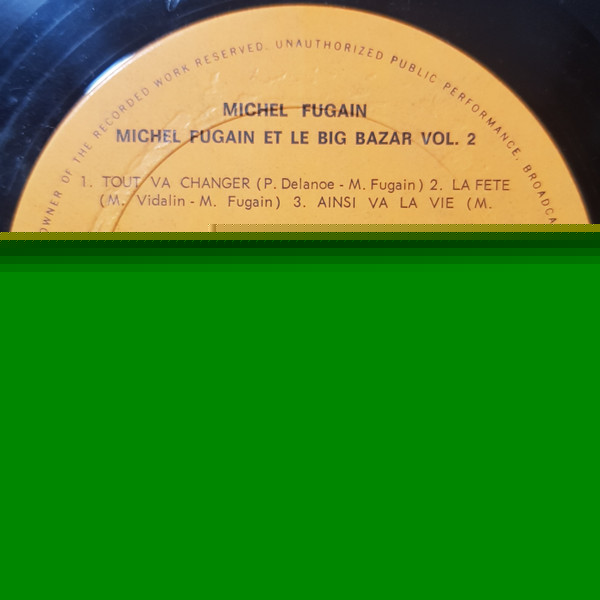 OWNER OF THE RECORDED WORK RESERVED. UNAUTHORIZED PUBLIC PERFORMANCE, BROADCA
MICHEL FUGAIN
MICHEL FUGAIN ET LE BIG BAZAR VOL. 2
1. TOUT VA CHANGER (P. Delanoe - M. Fugain) 2. LA FETE
(M. Vidalin - M. Fugain) 3. AINSI VA LA VIE (M.